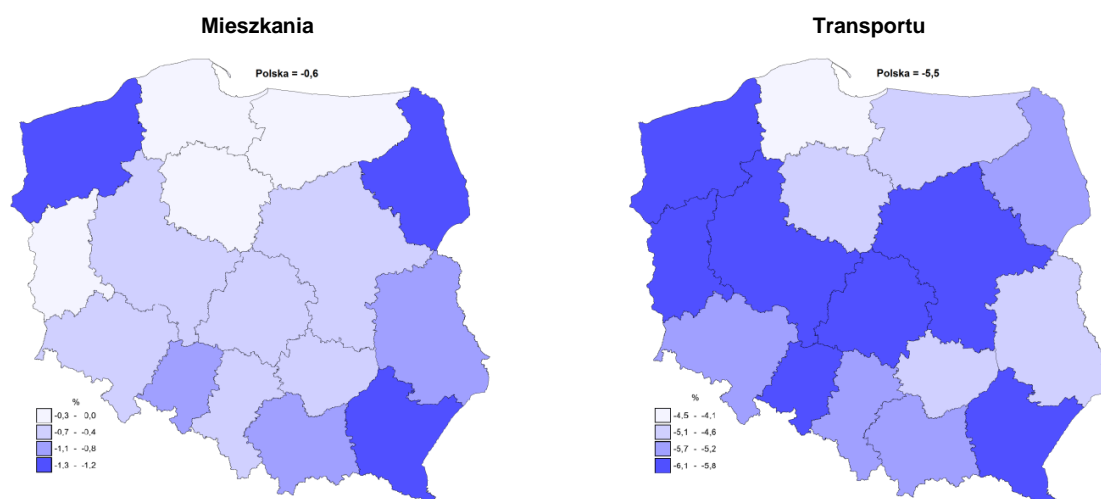 Mieszkania
Polska = -0,6
%
-0,3 - 0,0
-0,7 - -0,4
-1,1 - -0,8
-1,3 - -1,2
Transportu
Polska = -5,5
%
-4,5 - -4,1
-5,1 - -4,6
-5,7 - -5,2
-6,1 - -5,8